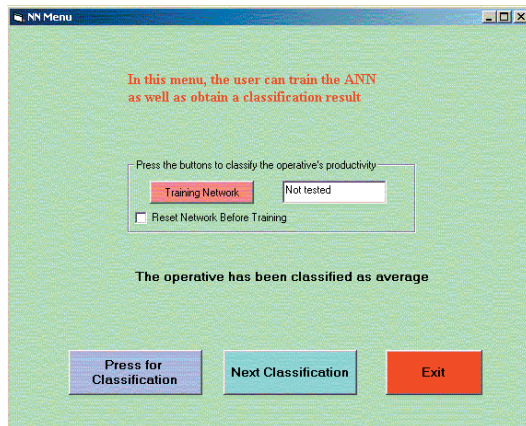 NN Menu
In this menu, the user can train the ANN
as well as obtain a classification result
Press the buttons to classify the operative's productivity
Training Network
Not tested
Reset Network Before Training
The operative has been classified as average
Press for
Classification
Next Classification
Exit